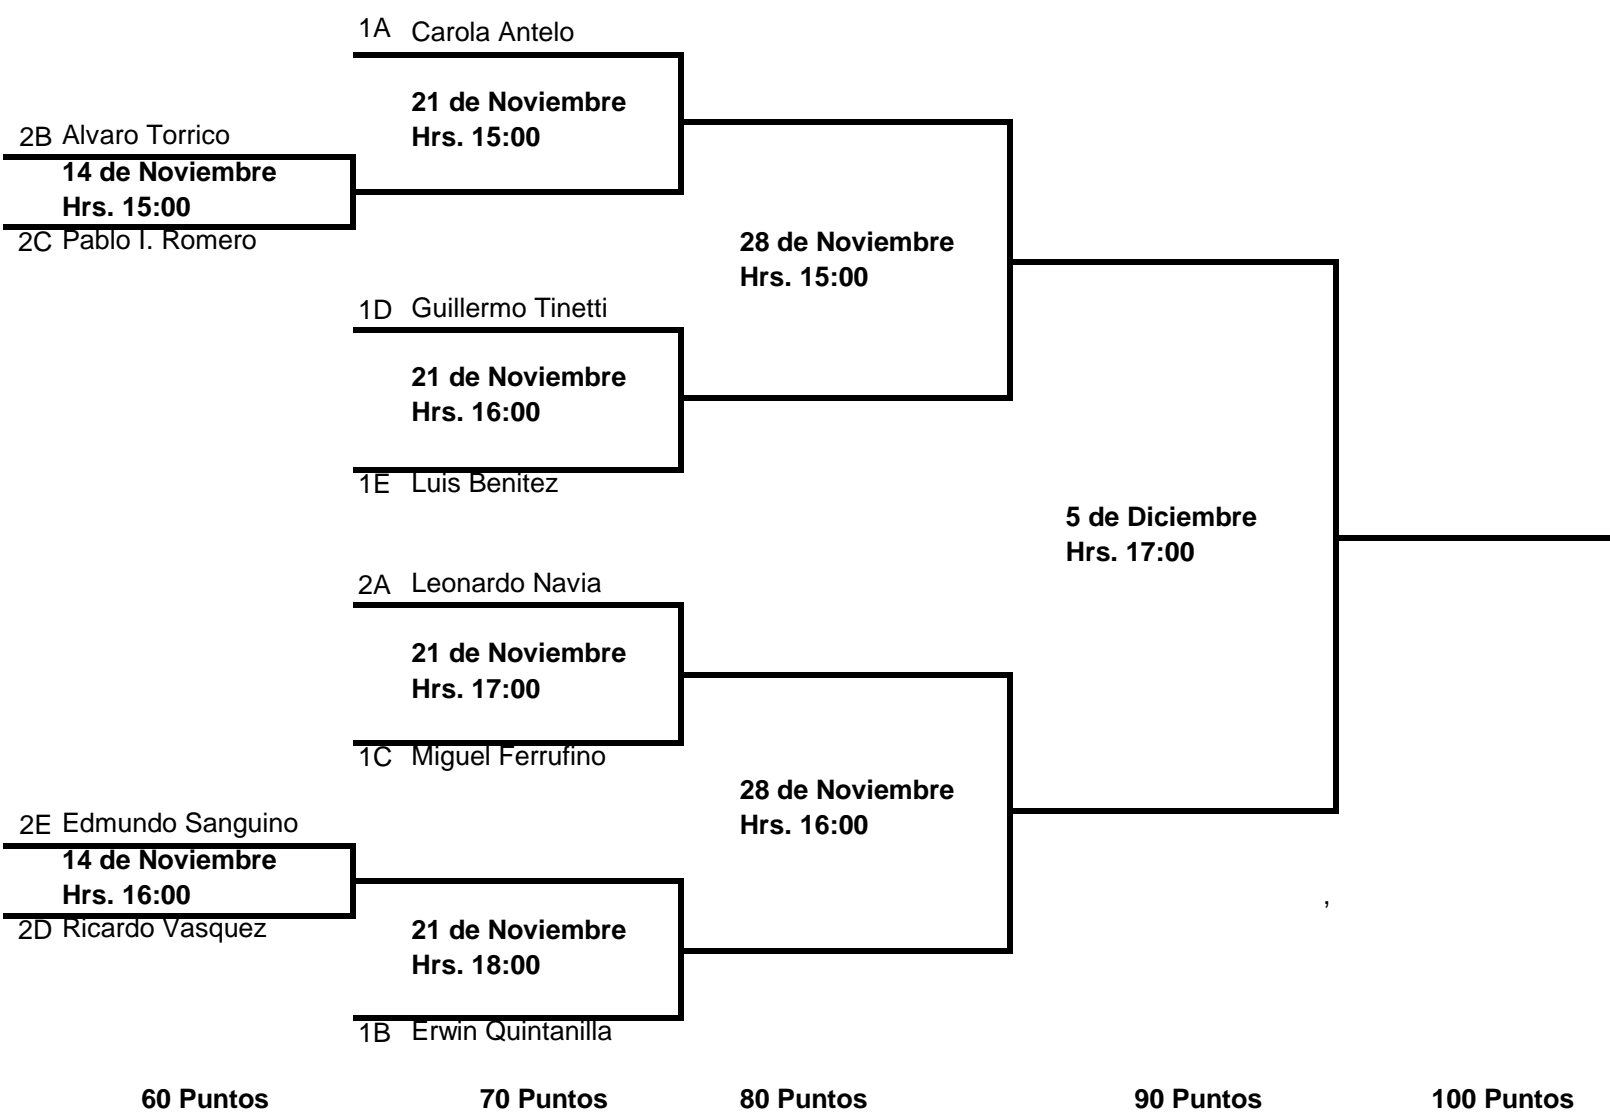 1A Carola Antelo
21 de Noviembre
Hrs. 15:00
2B Alvaro Torrico
14 de Noviembre
Hrs. 15:00
2C Pablo I. Romero
28 de Noviembre
Hrs. 15:00
1D Guillermo Tinetti
21 de Noviembre
Hrs. 16:00
1E Luis Benitez
5 de Diciembre
Hrs. 17:00
2A Leonardo Navia
21 de Noviembre
Hrs. 17:00
1C Miguel Ferrufino
28 de Noviembre
Hrs. 16:00
2E Edmundo Sanguino
14 de Noviembre
Hrs. 16:00
2D Ricardo Vasquez
,
21 de Noviembre
Hrs. 18:00
1B Erwin Quintanilla
60 Puntos 70 Puntos 80 Puntos 90 Puntos 100 Puntos